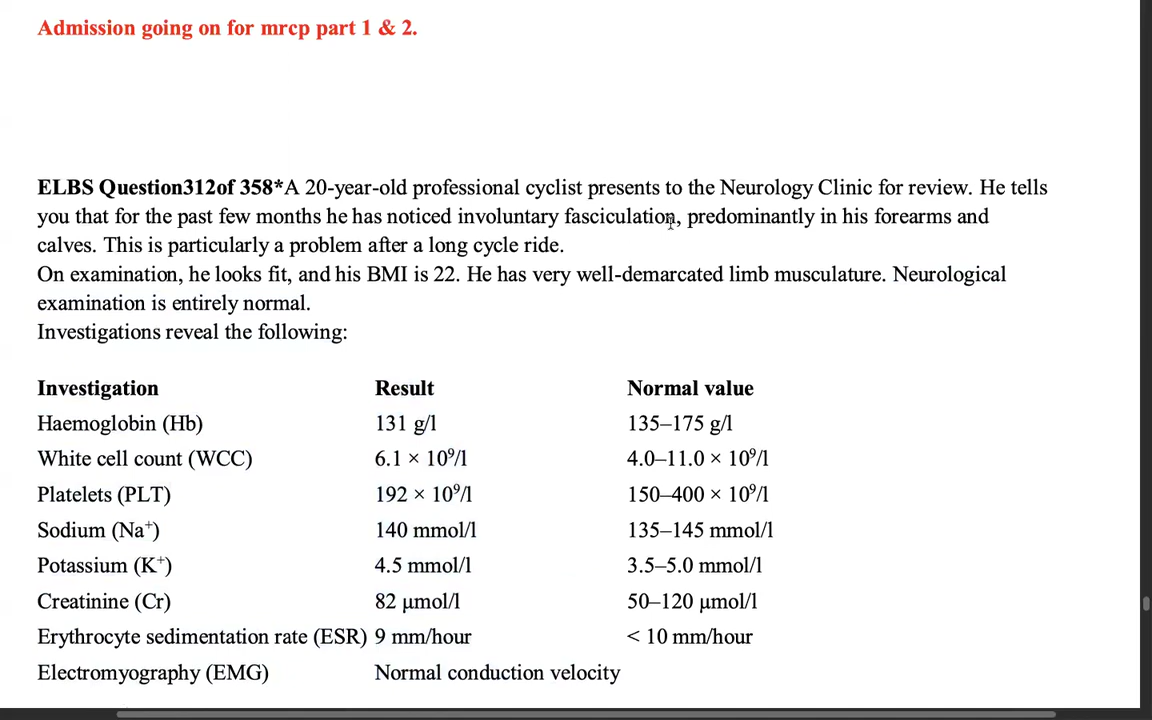 Admission going on for mrcp part 1 & 2.
ELBS Question312of 358*A 20-year-old professional cyclist presents to the Neurology Clinic for review. He tells
you that for the past few months he has noticed involuntary fasciculation, predominantly in his forearms and
calves. This is particularly a problem after a long cycle ride.
On examination, he looks fit, and his BMI is 22. He has very well-demarcated limb musculature. Neurological
examination is entirely normal.
Investigations reveal the following:
Investigation Result Normal value
Haemoglobin (Hb) 131 g/l 135–175 g/l
White cell count (WCC) 6.1 × 10⁹/l 4.0–11.0 × 10⁹/l
Platelets (PLT) 192 × 10⁹/l 150–400 × 10⁹/l
Sodium (Na⁺) 140 mmol/l 135–145 mmol/l
Potassium (K⁺) 4.5 mmol/l 3.5–5.0 mmol/l
Creatinine (Cr) 82 µmol/l 50–120 µmol/l
Erythrocyte sedimentation rate (ESR) 9 mm/hour < 10 mm/hour
Electromyography (EMG) Normal conduction velocity